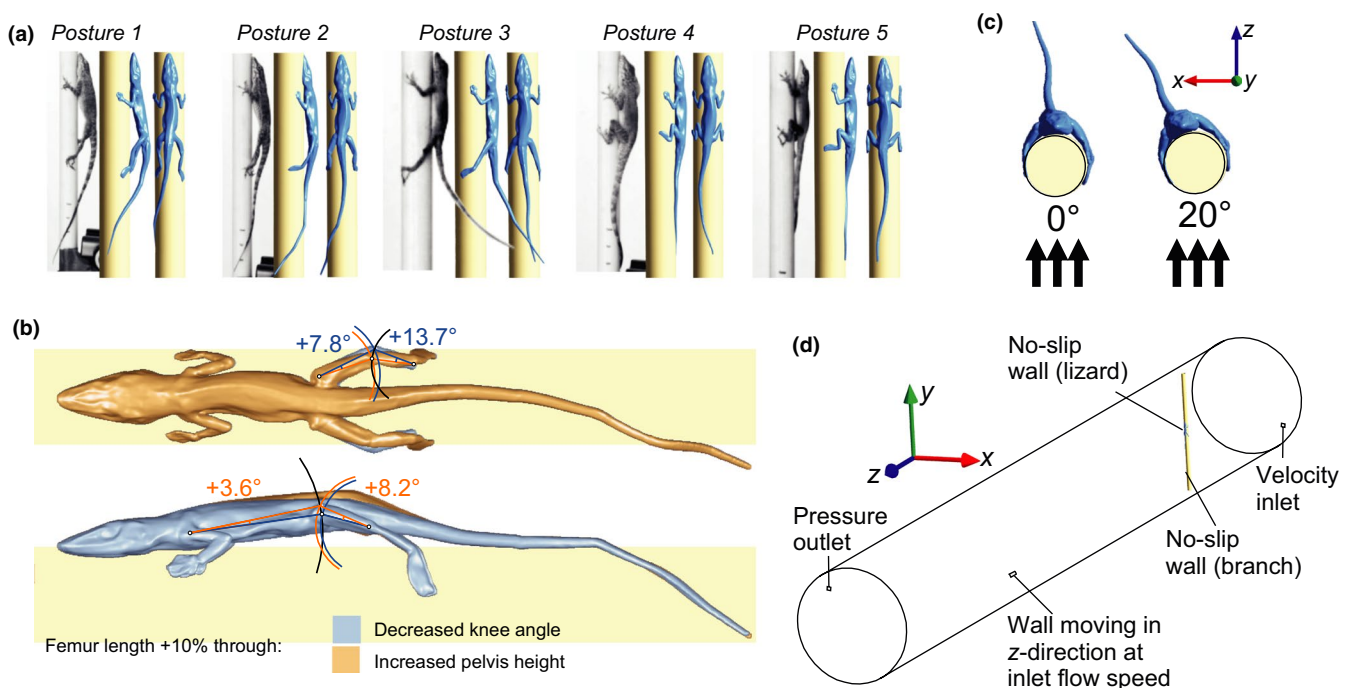 (a)
Posture 1
Posture 2
Posture 3
Posture 4
Posture 5
(b)
+7.8°
+13.7°
+3.6°
+8.2°
Femur length +10% through:
Decreased knee angle
Increased pelvis height
(c)
z
x
y
0°
20°
(d)
No-slip
wall (lizard)
y
x
z
Velocity
inlet
Pressure
outlet
No-slip
wall (branch)
Wall moving in
z-direction at
inlet flow speed